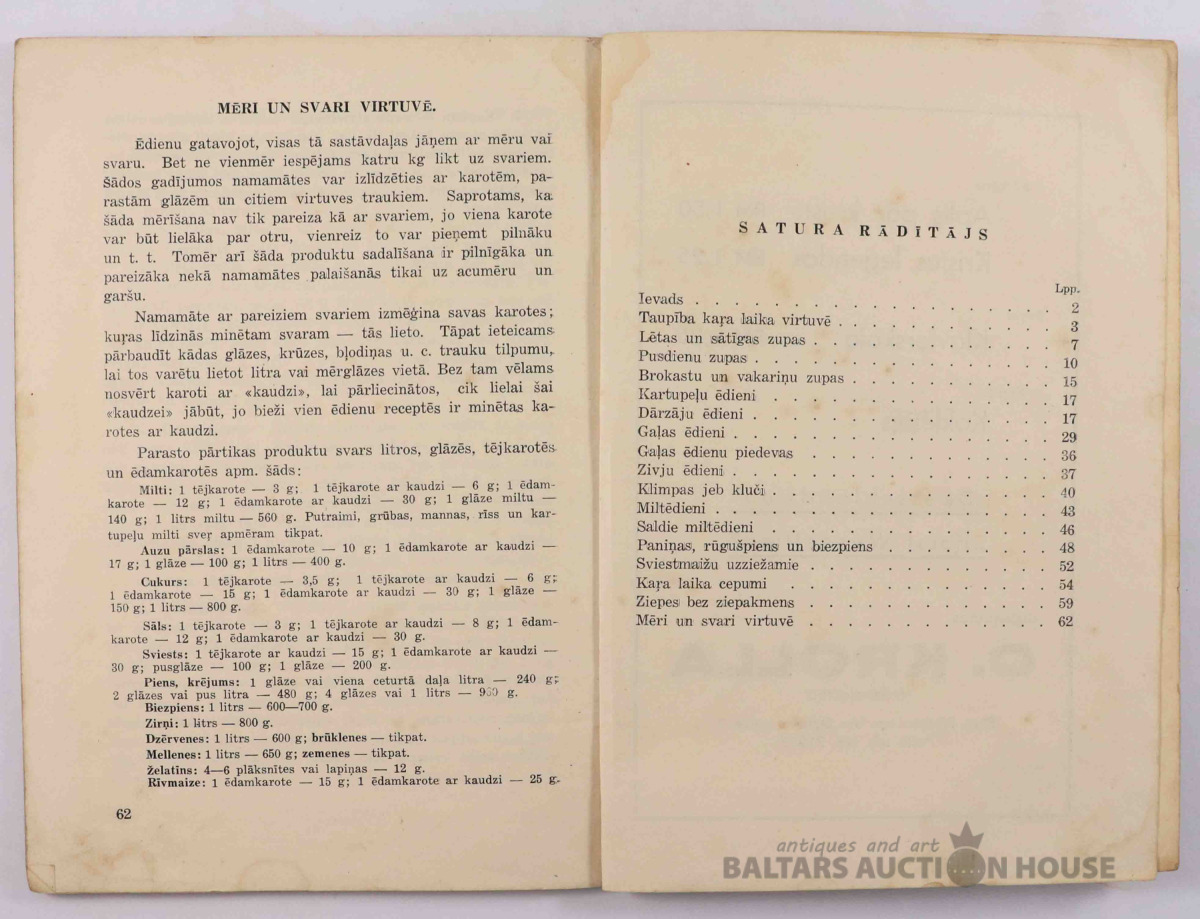 MĒRI UN SVARI VIRTUVĒ.
Ēdienu gatavojot, visas tā sastāvdaļas jāņem ar mēru vai
svaru. Bet ne vienmēr iespējams katru kg likt uz svariem.
Šādos gadījumos namamātes var izlīdzēties ar karotēm, pa-
rastām glāzēm un citiem virtuves traukiem. Saprotams, ka
šāda mērīšana nav tik pareiza kā ar svariem, jo viena karote
var būt lielāka par otru, vienreiz to var pieņemt pilnāku
un t. t. Tomēr arī šāda produktu sadalīšana ir pilnīgāka un
pareizāka nekā namamātes palaišanās tikai uz acumēru un
garšu.
Namamāte ar pareiziem svariem izmēģina savas karotes;
kuŗas līdzinās minētam svaram — tās lieto. Tāpat ieteicams
pārbaudīt kādas glāzes, krūzes, bļodiņas u. c. trauku tilpumu,
lai tos varētu lietot litra vai mērglāzes vietā. Bez tam vēlams
nosvērt karoti ar «kaudzi», lai pārliecinātos, cik lielai šai
«kaudzei» jābūt, jo bieži vien ēdienu receptēs ir minētas ka-
rotes ar kaudzi.
Parasto pārtikas produktu svars litros, glāzēs, tējkarotēs
un ēdamkarotēs apm. šāds:
Milti: 1 tējkarote — 3 g; 1 tējkarote ar kaudzi — 6 g; 1 ēdam-
karote — 12 g; 1 ēdamkarote ar kaudzi — 30 g; 1 glāze miltu —
140 g; 1 litrs miltu — 560 g. Putraimi, grūbas, mannas, rīss un kar-
tupeļu milti sveŗ apmēram tikpat.
Auzu pārslas: 1 ēdamkarote — 10 g; 1 ēdamkarote ar kaudzi —
17 g; 1 glāze — 100 g; 1 litrs — 400 g.
Cukurs: 1 tējkarote — 3,5 g; 1 tējkarote ar kaudzi — 6 g;
1 ēdamkarote — 15 g; 1 ēdamkarote ar kaudzi — 30 g; 1 glāze —
150 g; 1 litrs — 800 g.
Sāls: 1 tējkarote — 3 g; 1 tējkarote ar kaudzi — 8 g; 1 ēdam-
karote — 12 g; 1 ēdamkarote ar kaudzi — 30 g.
Sviests: 1 tējkarote ar kaudzi — 15 g; 1 ēdamkarote ar kaudzi —
30 g; pusglāze — 100 g; 1 glāze — 200 g.
Piens, krējums: 1 glāze vai viena ceturtā daļa litra — 240 g;
2 glāzes vai pus litra — 480 g; 4 glāzes vai 1 litrs — 960 g.
Biezpiens: 1 litrs — 600—700 g.
Zirņi: 1 litrs — 800 g.
Dzērvenes: 1 litrs — 600 g; brūklenes — tikpat.
Mellenes: 1 litrs — 650 g; zemenes — tikpat.
Želatīns: 4—6 plāksnītes vai lapiņas — 12 g.
Rīvmaize: 1 ēdamkarote — 15 g; 1 ēdamkarote ar kaudzi — 25 g.
62
SATURA RĀDĪTĀJS
Lpp.
Ievads . . . . . . . . . . . . . . . . . . 2
Taupība kaŗa laika virtuvē . . . . . . . . . . . 3
Lētas un sātīgas zupas . . . . . . . . . . . . 7
Pusdienu zupas . . . . . . . . . . . . . . . 10
Brokastu un vakariņu zupas . . . . . . . . . . 15
Kartupeļu ēdieni . . . . . . . . . . . . . . 17
Dārzāju ēdieni . . . . . . . . . . . . . . . 17
Gaļas ēdieni . . . . . . . . . . . . . . . . 29
Gaļas ēdienu piedevas . . . . . . . . . . . . 36
Zivju ēdieni . . . . . . . . . . . . . . . . 37
Klimpas jeb kluči . . . . . . . . . . . . . . 40
Miltēdieni . . . . . . . . . . . . . . . . . 43
Saldie miltēdieni . . . . . . . . . . . . . . 46
Paniņas, rūgušpiens un biezpiens . . . . . . . . 48
Sviestmaižu uzziežamie . . . . . . . . . . . . 52
Kaŗa laika cepumi . . . . . . . . . . . . . 54
Ziepes bez ziepakmens . . . . . . . . . . . . 59
Mēri un svari virtuvē . . . . . . . . . . . . 62
antiques and art
BALTARS AUCTION HOUSE